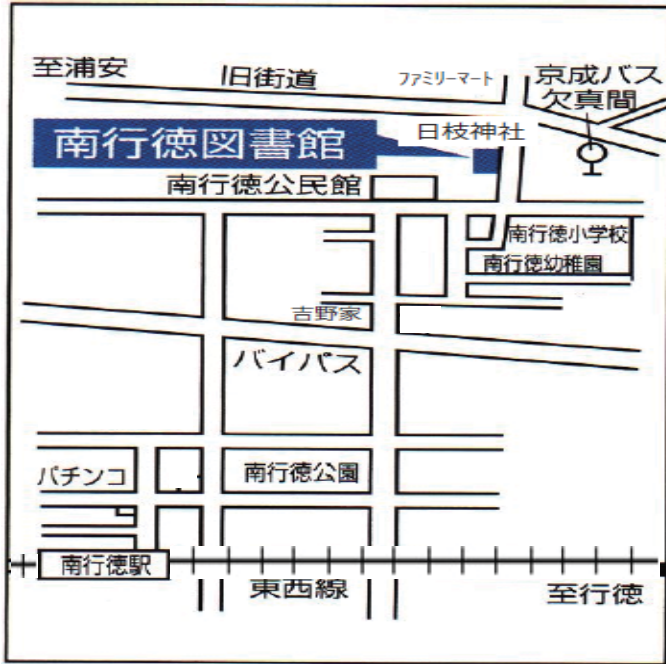 至浦安
旧街道
ファミリーマート
京成バス
欠真間
南行徳図書館
日枝神社
南行徳公民館
南行徳小学校
南行徳幼稚園
吉野家
バイパス
パチンコ
南行徳公園
南行徳駅
東西線
至行徳